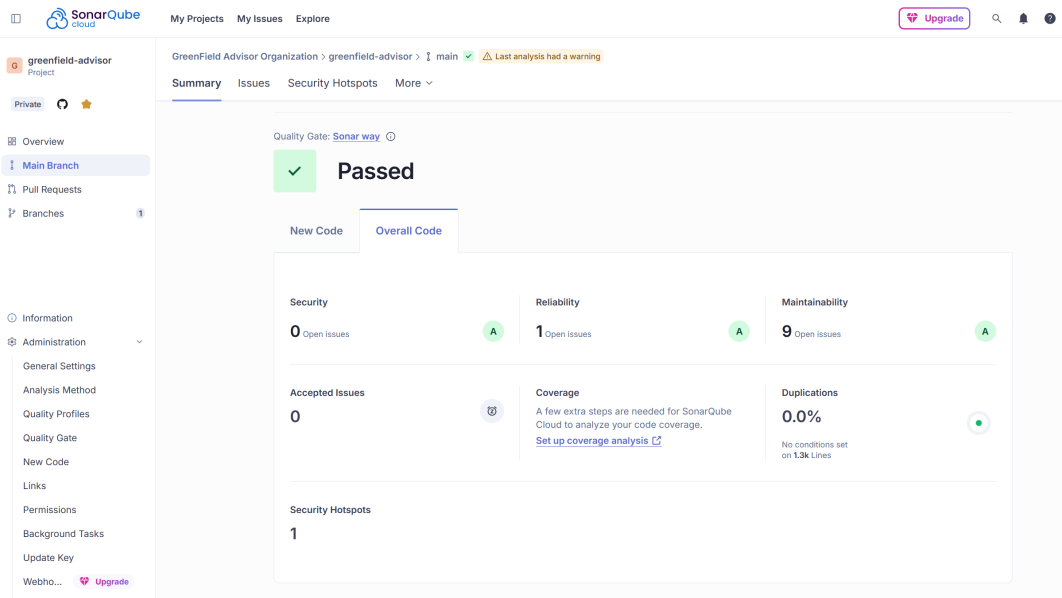 SonarQube cloud
My Projects My Issues Explore
Upgrade
G greenfield-advisor
Project
Private
Overview
Main Branch
Pull Requests
Branches 1
Information
Administration
General Settings
Analysis Method
Quality Profiles
Quality Gate
New Code
Links
Permissions
Background Tasks
Update Key
Webho... Upgrade
GreenField Advisor Organization > greenfield-advisor > main Last analysis had a warning
Summary Issues Security Hotspots More
Quality Gate: Sonar way
Passed
New Code Overall Code
Security
0 Open issues A
Reliability
1 Open issues A
Maintainability
9 Open issues A
Accepted Issues
0
Coverage
A few extra steps are needed for SonarQube
Cloud to analyze your code coverage.
Set up coverage analysis
Duplications
0.0%
No conditions set
on 1.3k Lines
Security Hotspots
1